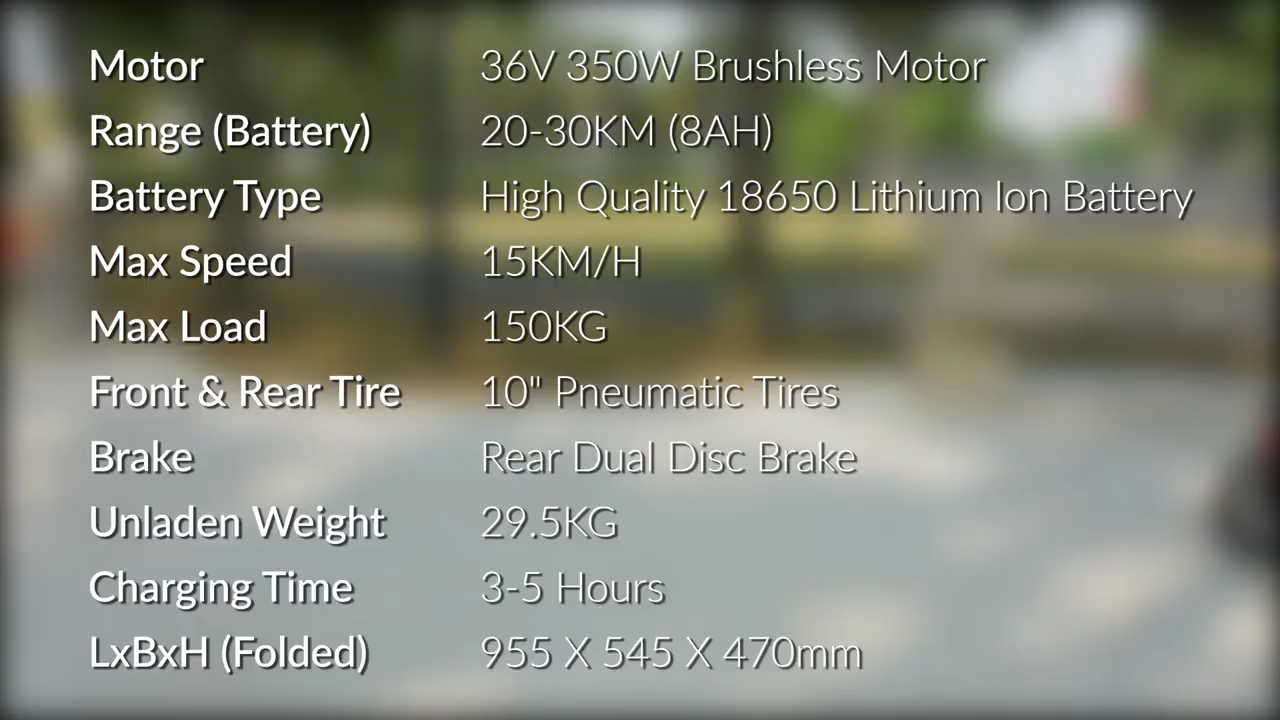 Motor 36V 350W Brushless Motor
Range (Battery) 20-30KM (8AH)
Battery Type High Quality 18650 Lithium Ion Battery
Max Speed 15KM/H
Max Load 150KG
Front & Rear Tire 10" Pneumatic Tires
Brake Rear Dual Disc Brake
Unladen Weight 29.5KG
Charging Time 3-5 Hours
LxBxH (Folded) 955 X 545 X 470mm